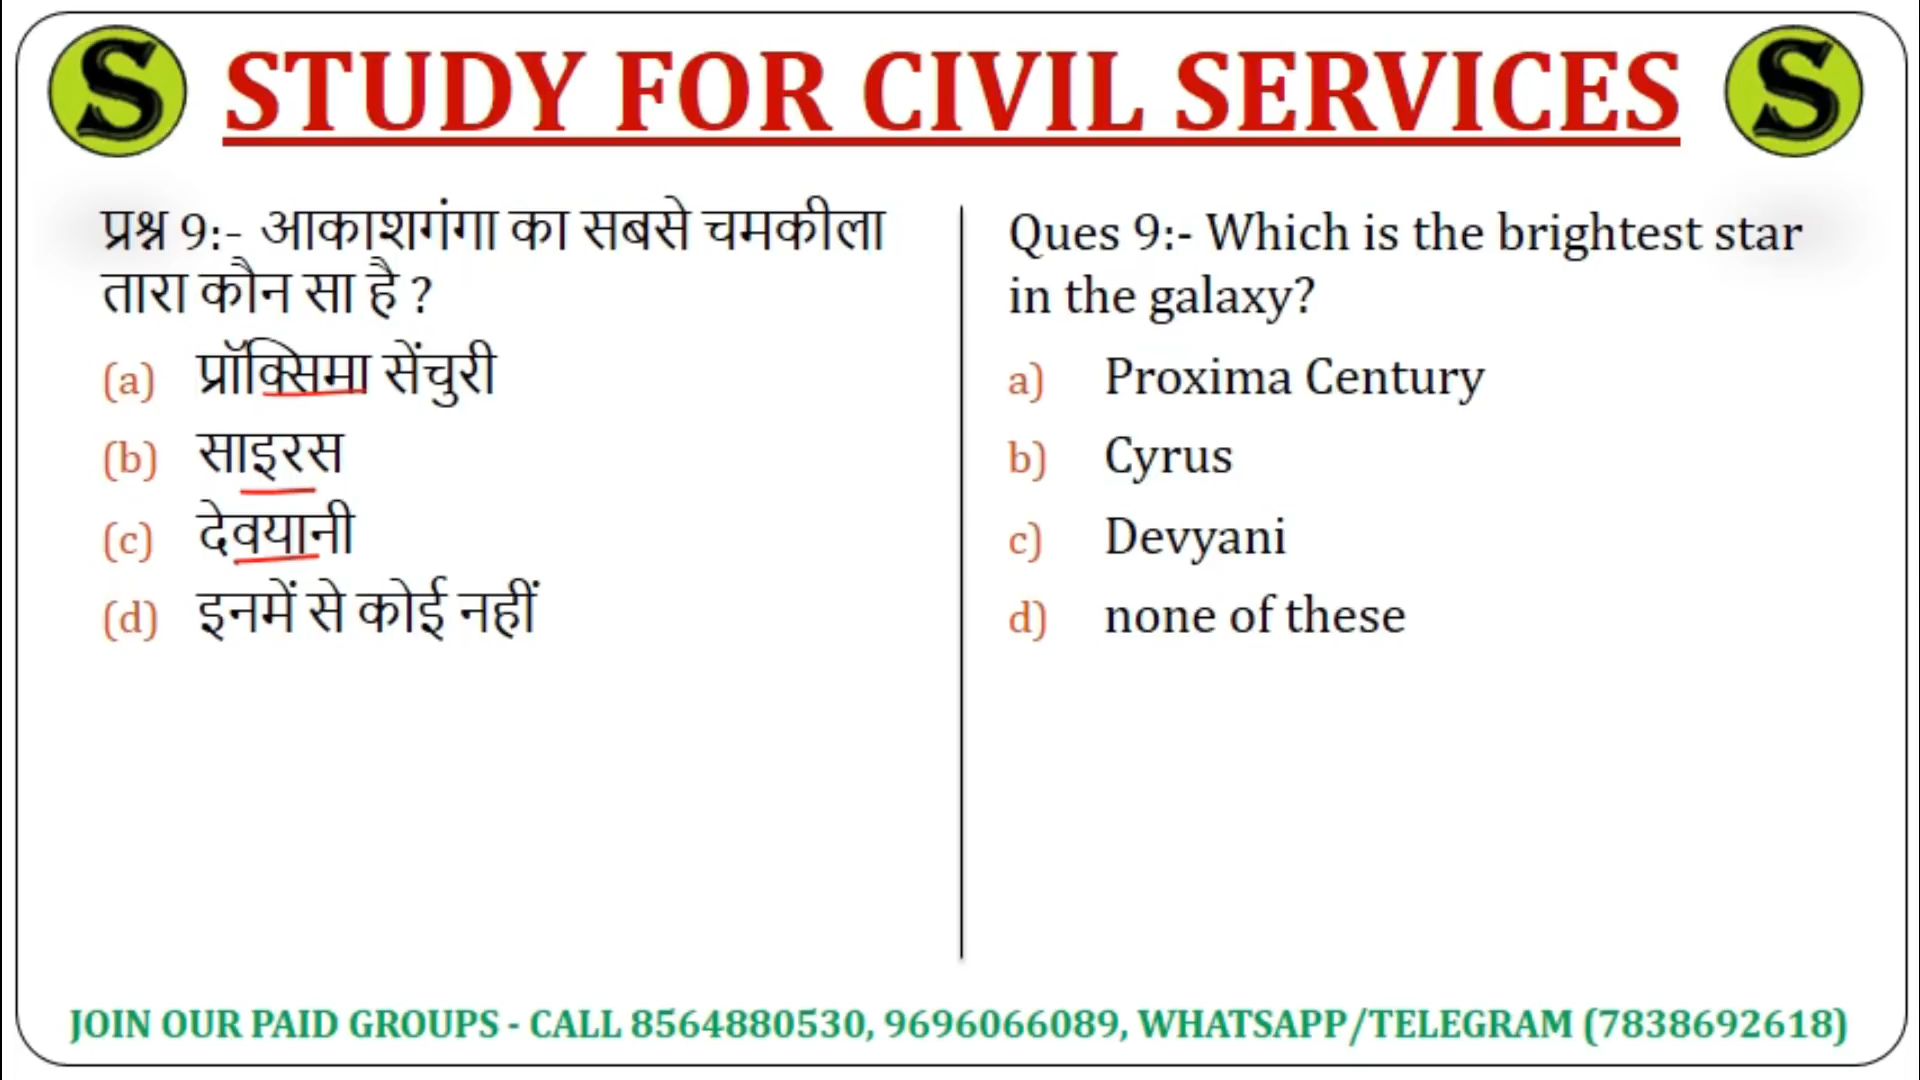 S
STUDY FOR CIVIL SERVICES
S
प्रश्न 9:- आकाशगंगा का सबसे चमकीला
तारा कौन सा है ?
(a) प्रॉक्सिमा सेंचुरी
(b) साइरस
(c) देवयानी
(d) इनमें से कोई नहीं
Ques 9:- Which is the brightest star
in the galaxy?
a) Proxima Century
b) Cyrus
c) Devyani
d) none of these
JOIN OUR PAID GROUPS - CALL 8564880530, 9696066089, WHATSAPP/TELEGRAM (7838692618)